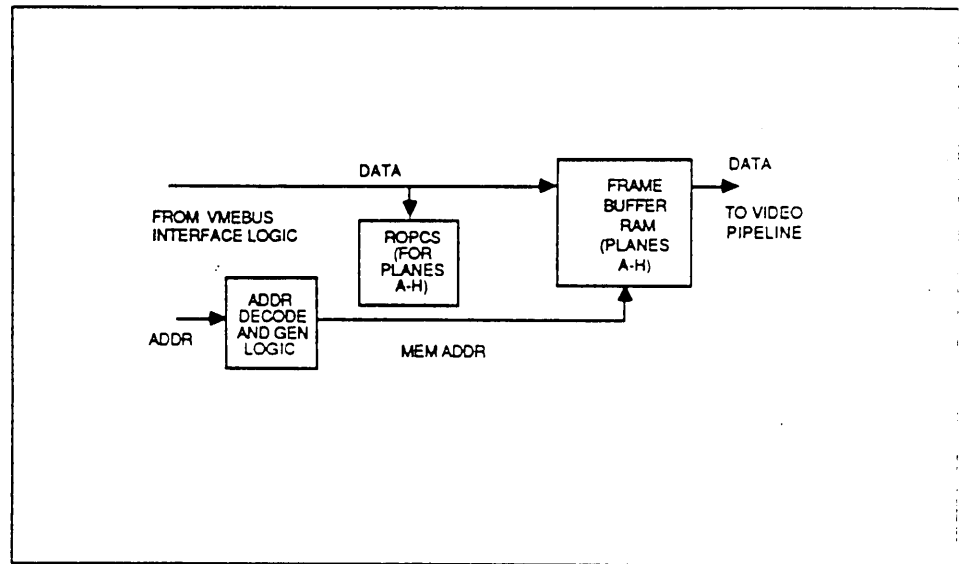 DATA
FROM VMEBUS
INTERFACE LOGIC
ROPCS
(FOR
PLANES
A-H)
FRAME
BUFFER
RAM
(PLANES
A-H)
DATA
TO VIDEO
PIPELINE
ADDR
ADDR
DECODE
AND GEN
LOGIC
MEM ADDR